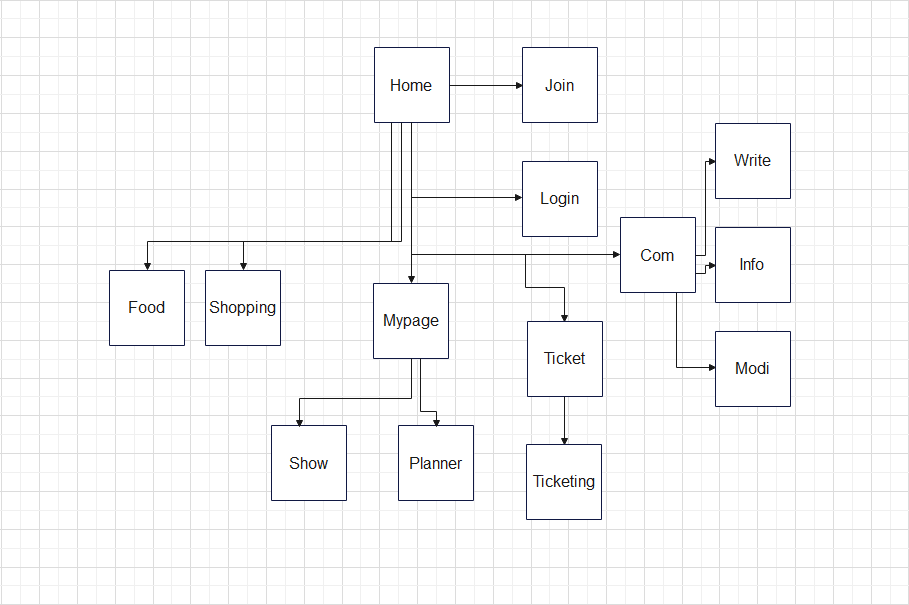 Home
Join
Write
Login
Com
Info
Food
Shopping
Mypage
Ticket
Modi
Show
Planner
Ticketing